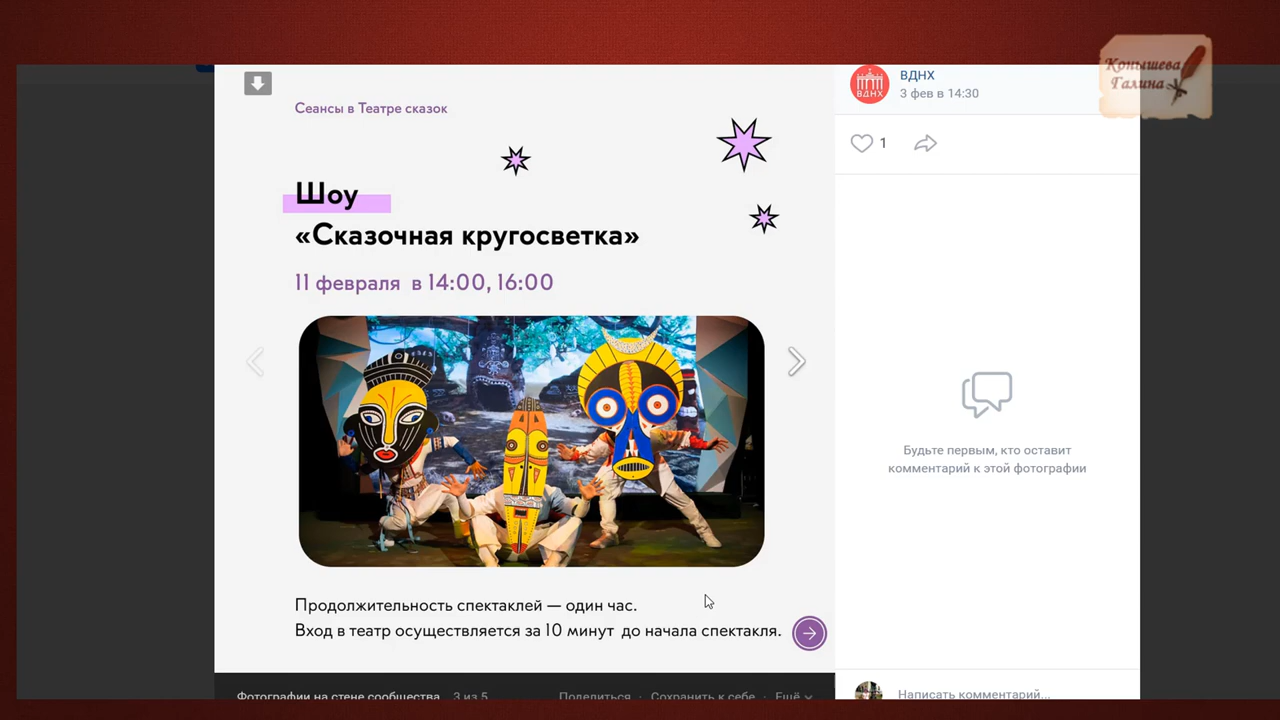 Сеансы в Театре сказок
Шоу
«Сказочная кругосветка»
11 февраля в 14:00, 16:00
Продолжительность спектаклей — один час.
Вход в театр осуществляется за 10 минут до начала спектакля.
Фотографии на стене сообщества 3 из 5
Поделиться · Сохранить к себе · Ещё
ВДНХ
ВДНХ
3 фев в 14:30
1
Будьте первым, кто оставит
комментарий к этой фотографии
Написать комментарий...
Конышева
Галина